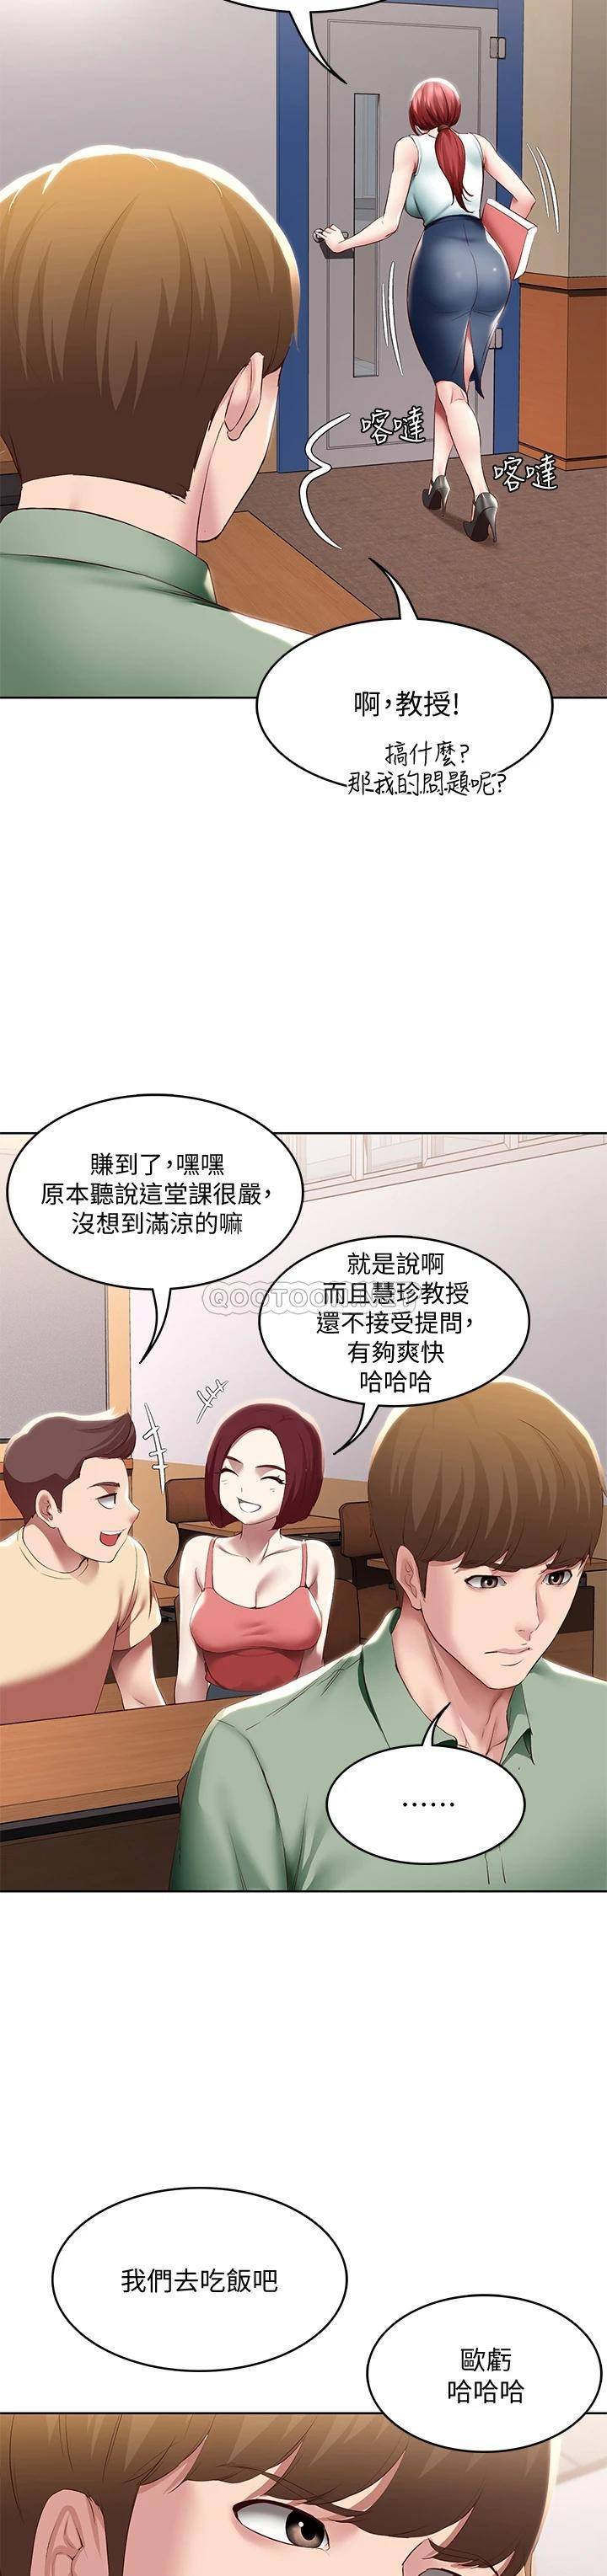 喀噠
喀噠
啊，教授!
搞什麼?
那我的問題呢?
賺到了，嘿嘿
原本聽說這堂課很嚴，
沒想到滿涼的嘛
就是說啊
而且慧珍教授
還不接受提問，
有夠爽快
哈哈哈
QOOTOON.NET
……
我們去吃飯吧
歐虧
哈哈哈